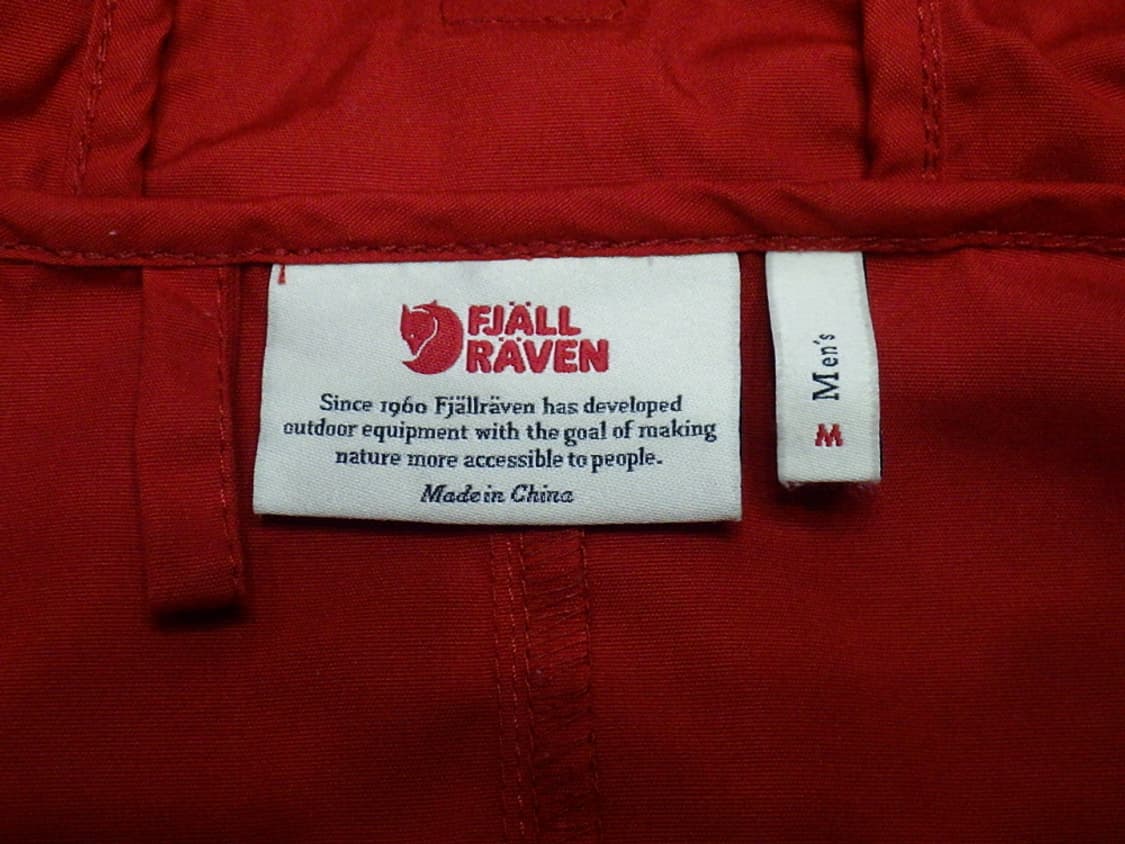 FJÄLL
RÄVEN
Since 1960 Fjällräven has developed
outdoor equipment with the goal of making
nature more accessible to people.
Made in China
Men's
M